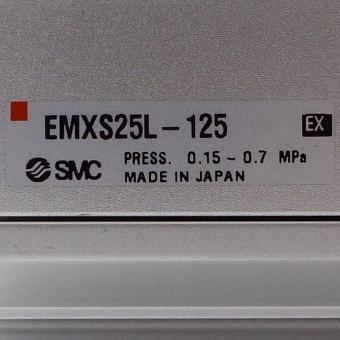 EMXS25L-125 EX
SMC PRESS. 0.15~0.7 MPa
MADE IN JAPAN